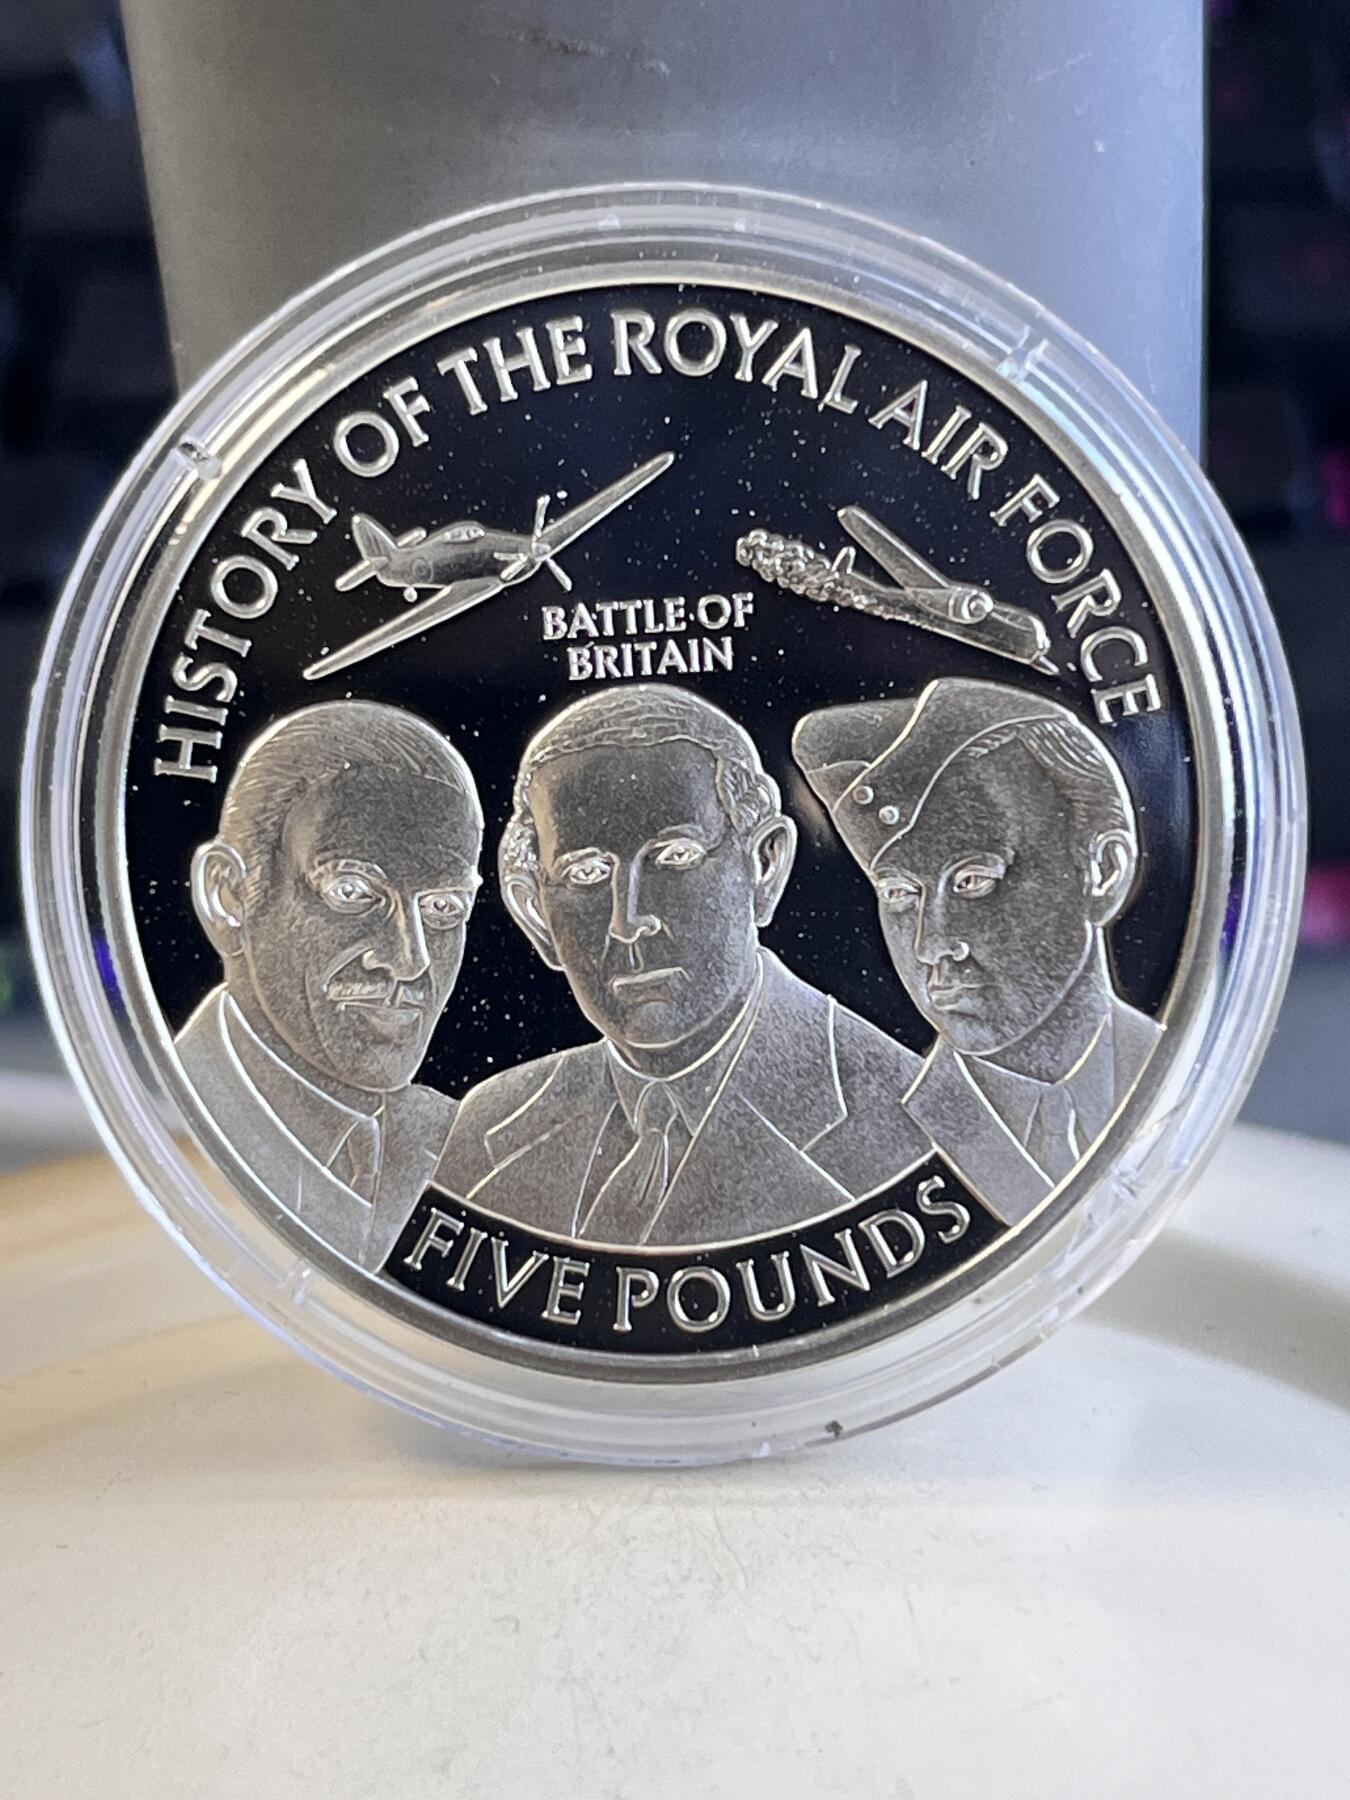 HISTORY OF THE ROYAL AIR FORCE
BATTLE OF
BRITAIN
FIVE POUNDS